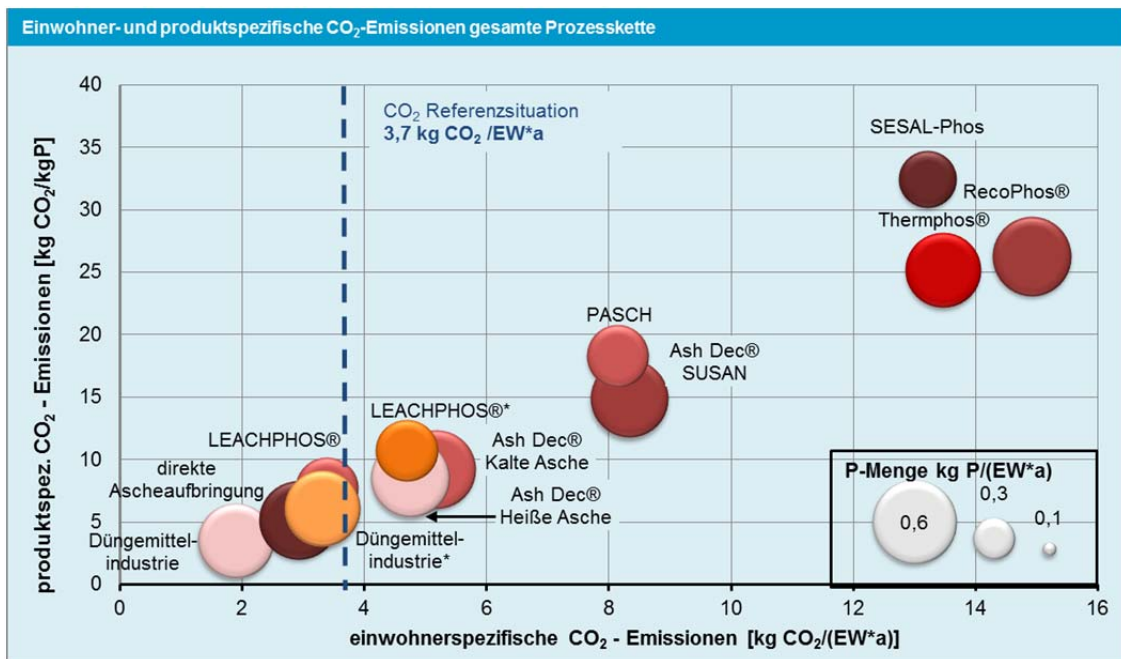 Einwohner- und produktspezifische CO₂-Emissionen gesamte Prozesskette
produktspez. CO₂ - Emissionen [kg CO₂/kgP]
40
35
30
25
20
15
10
5
0
CO₂ Referenzsituation
3,7 kg CO₂ /EW*a
SESAL-Phos
RecoPhos®
Thermphos®
PASCH
Ash Dec®
SUSAN
LEACHPHOS®*
LEACHPHOS®
Ash Dec®
Kalte Asche
direkte
Ascheaufbringung
Ash Dec®
Heiße Asche
Düngemittel-
industrie
Düngemittel-
industrie*
P-Menge kg P/(EW*a)
0,6
0,3
0,1
0 2 4 6 8 10 12 14 16
einwohnerspezifische CO₂ - Emissionen [kg CO₂/(EW*a)]